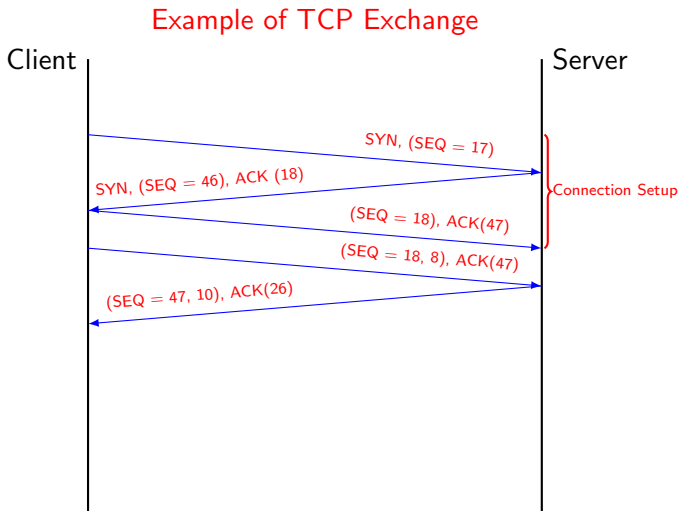 Example of TCP Exchange
Client
Server
SYN, (SEQ = 17)
SYN, (SEQ = 46), ACK (18)
Connection Setup
(SEQ = 18), ACK(47)
(SEQ = 18, 8), ACK(47)
(SEQ = 47, 10), ACK(26)